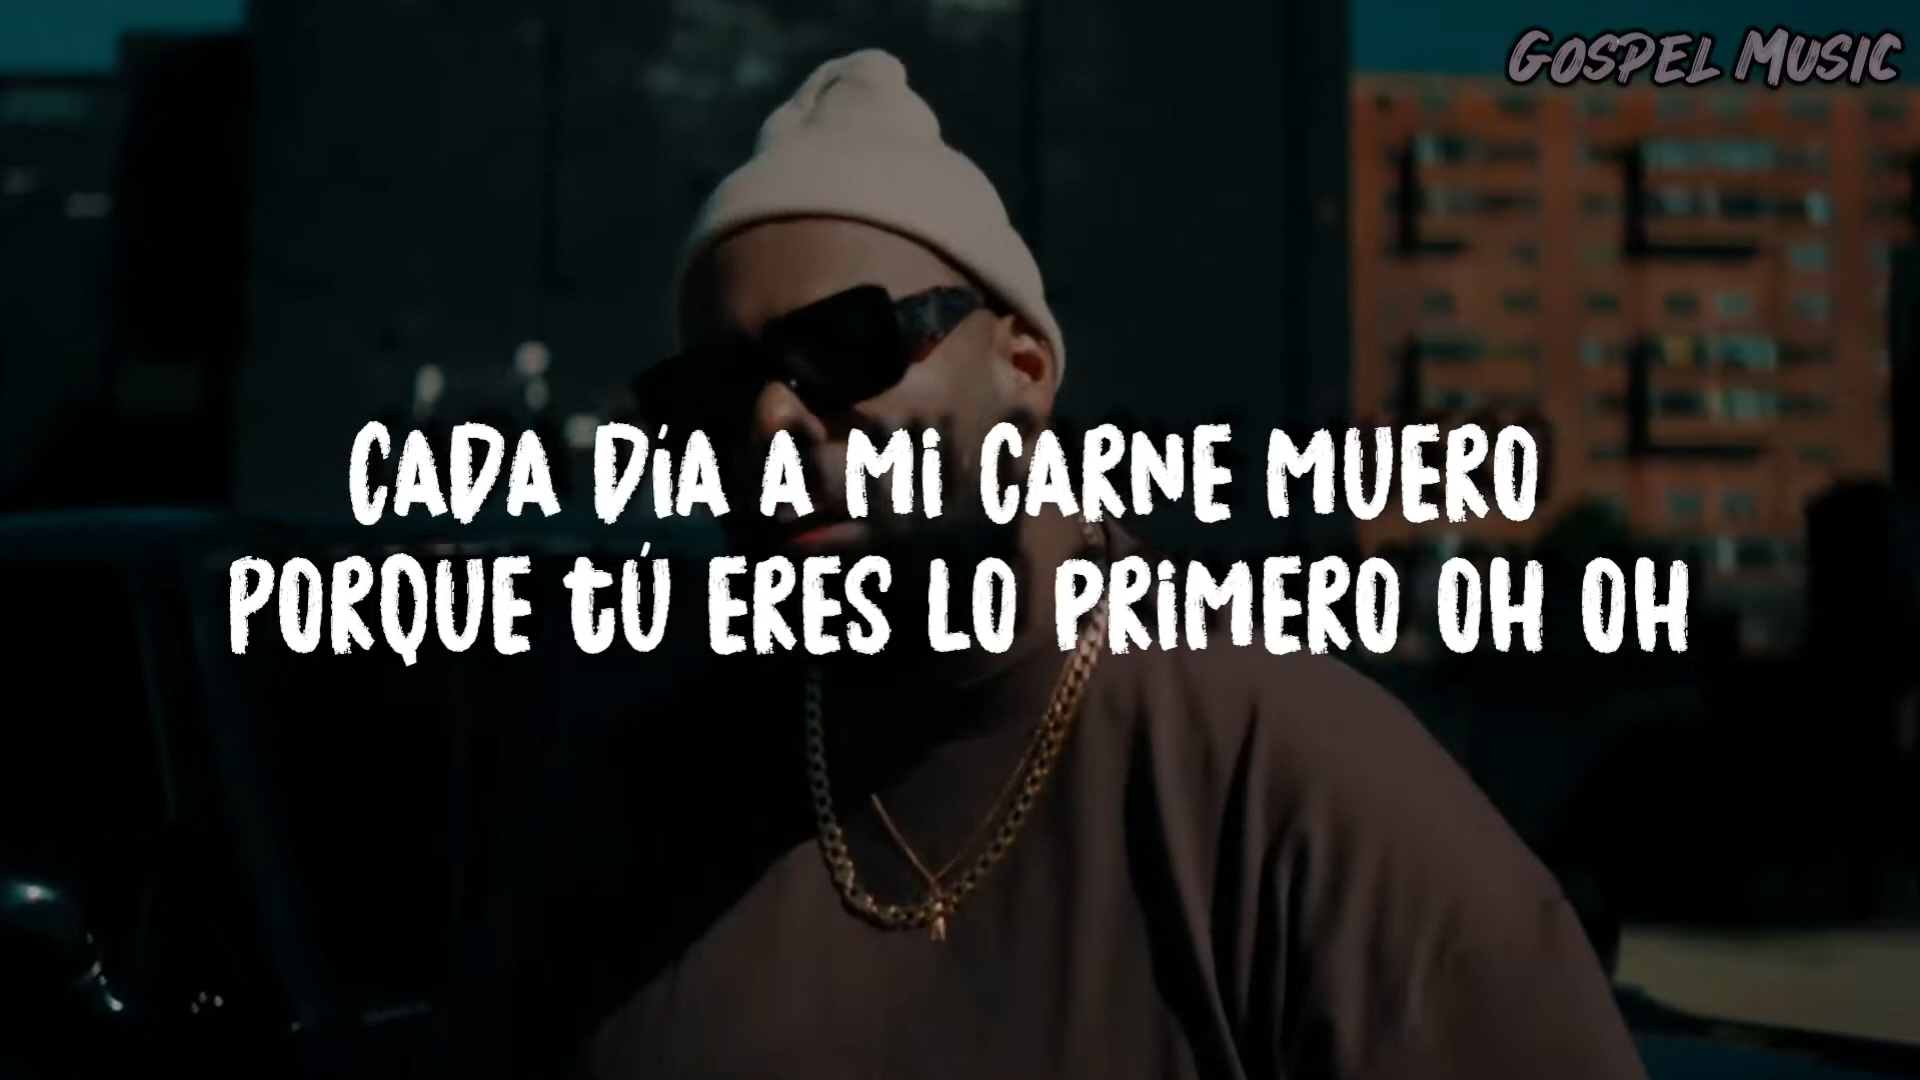 GOSPEL MUSIC
CADA DÍA A Mi CARNE MUERO
PORQUE TÚ ERES LO PRiMERO OH OH